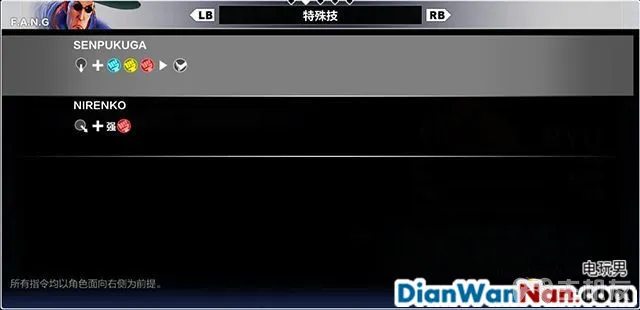 F.A.N.G
LB 特殊技 RB
SENPUKUGA
NIRENKO
强
所有指令均以角色面向右侧为前提。
电玩男
DianWanNan.com